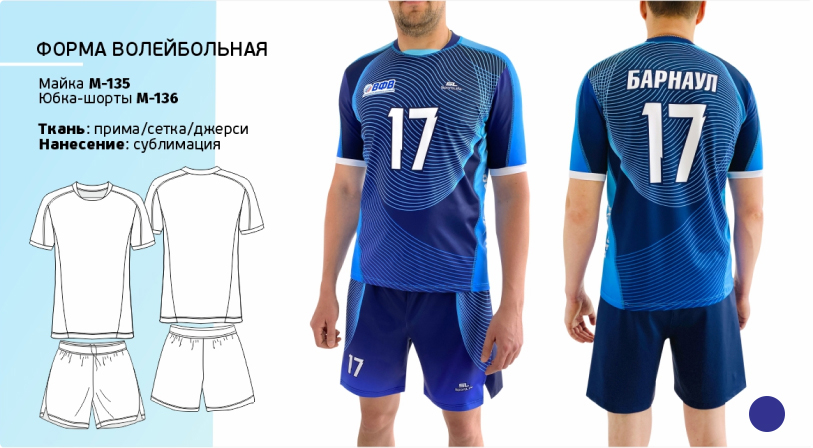 ФОРМА ВОЛЕЙБОЛЬНАЯ
Майка М-135
Юбка-шорты М-136
Ткань: прима/сетка/джерси
Нанесение: сублимация
ВФВ
17
17
БАРНАУЛ
17